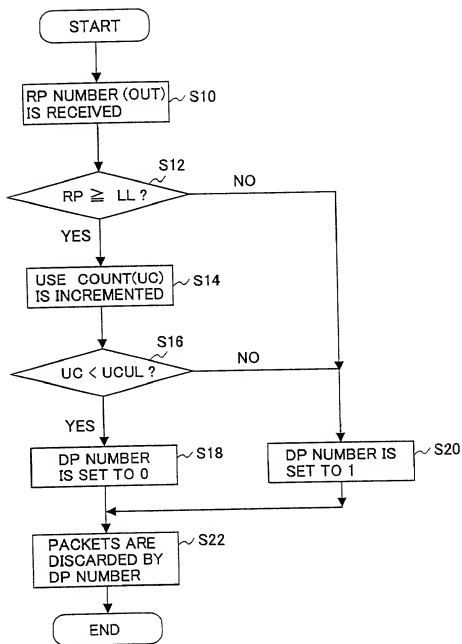 START
RP NUMBER (OUT)
IS RECEIVED
S10
S12
RP ≧ LL ?
NO
YES
USE COUNT(UC)
IS INCREMENTED
S14
S16
UC < UCUL ?
NO
YES
DP NUMBER
IS SET TO 0
S18
DP NUMBER IS
SET TO 1
S20
PACKETS ARE
DISCARDED BY
DP NUMBER
S22
END